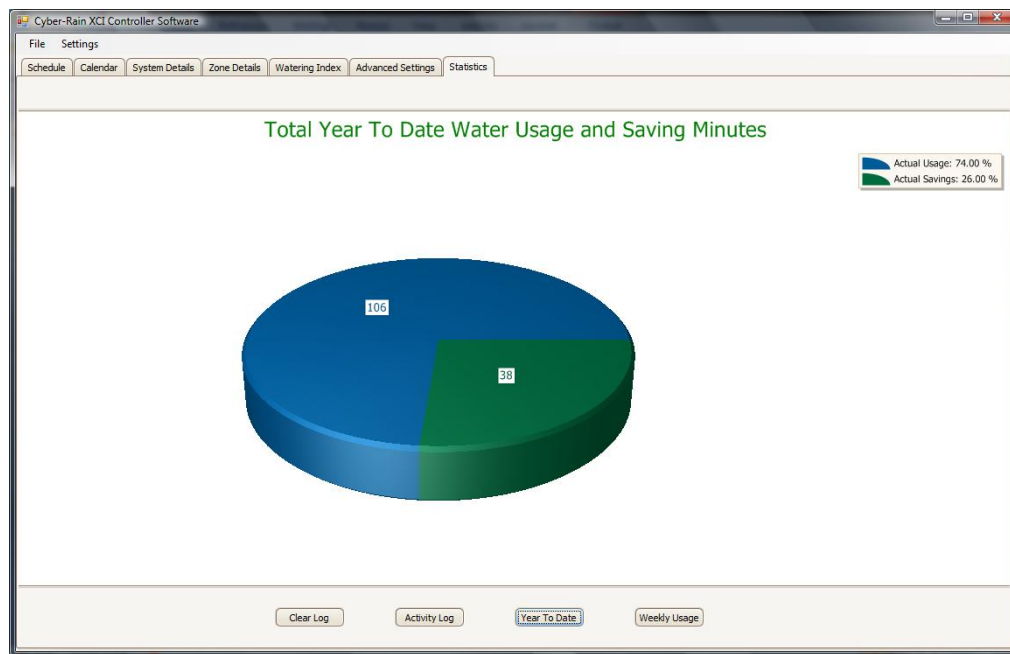 Cyber-Rain XCI Controller Software
File Settings
Schedule Calendar System Details Zone Details Watering Index Advanced Settings Statistics
Total Year To Date Water Usage and Saving Minutes
Actual Usage: 74.00 %
Actual Savings: 26.00 %
106
38
Clear Log Activity Log Year To Date Weekly Usage